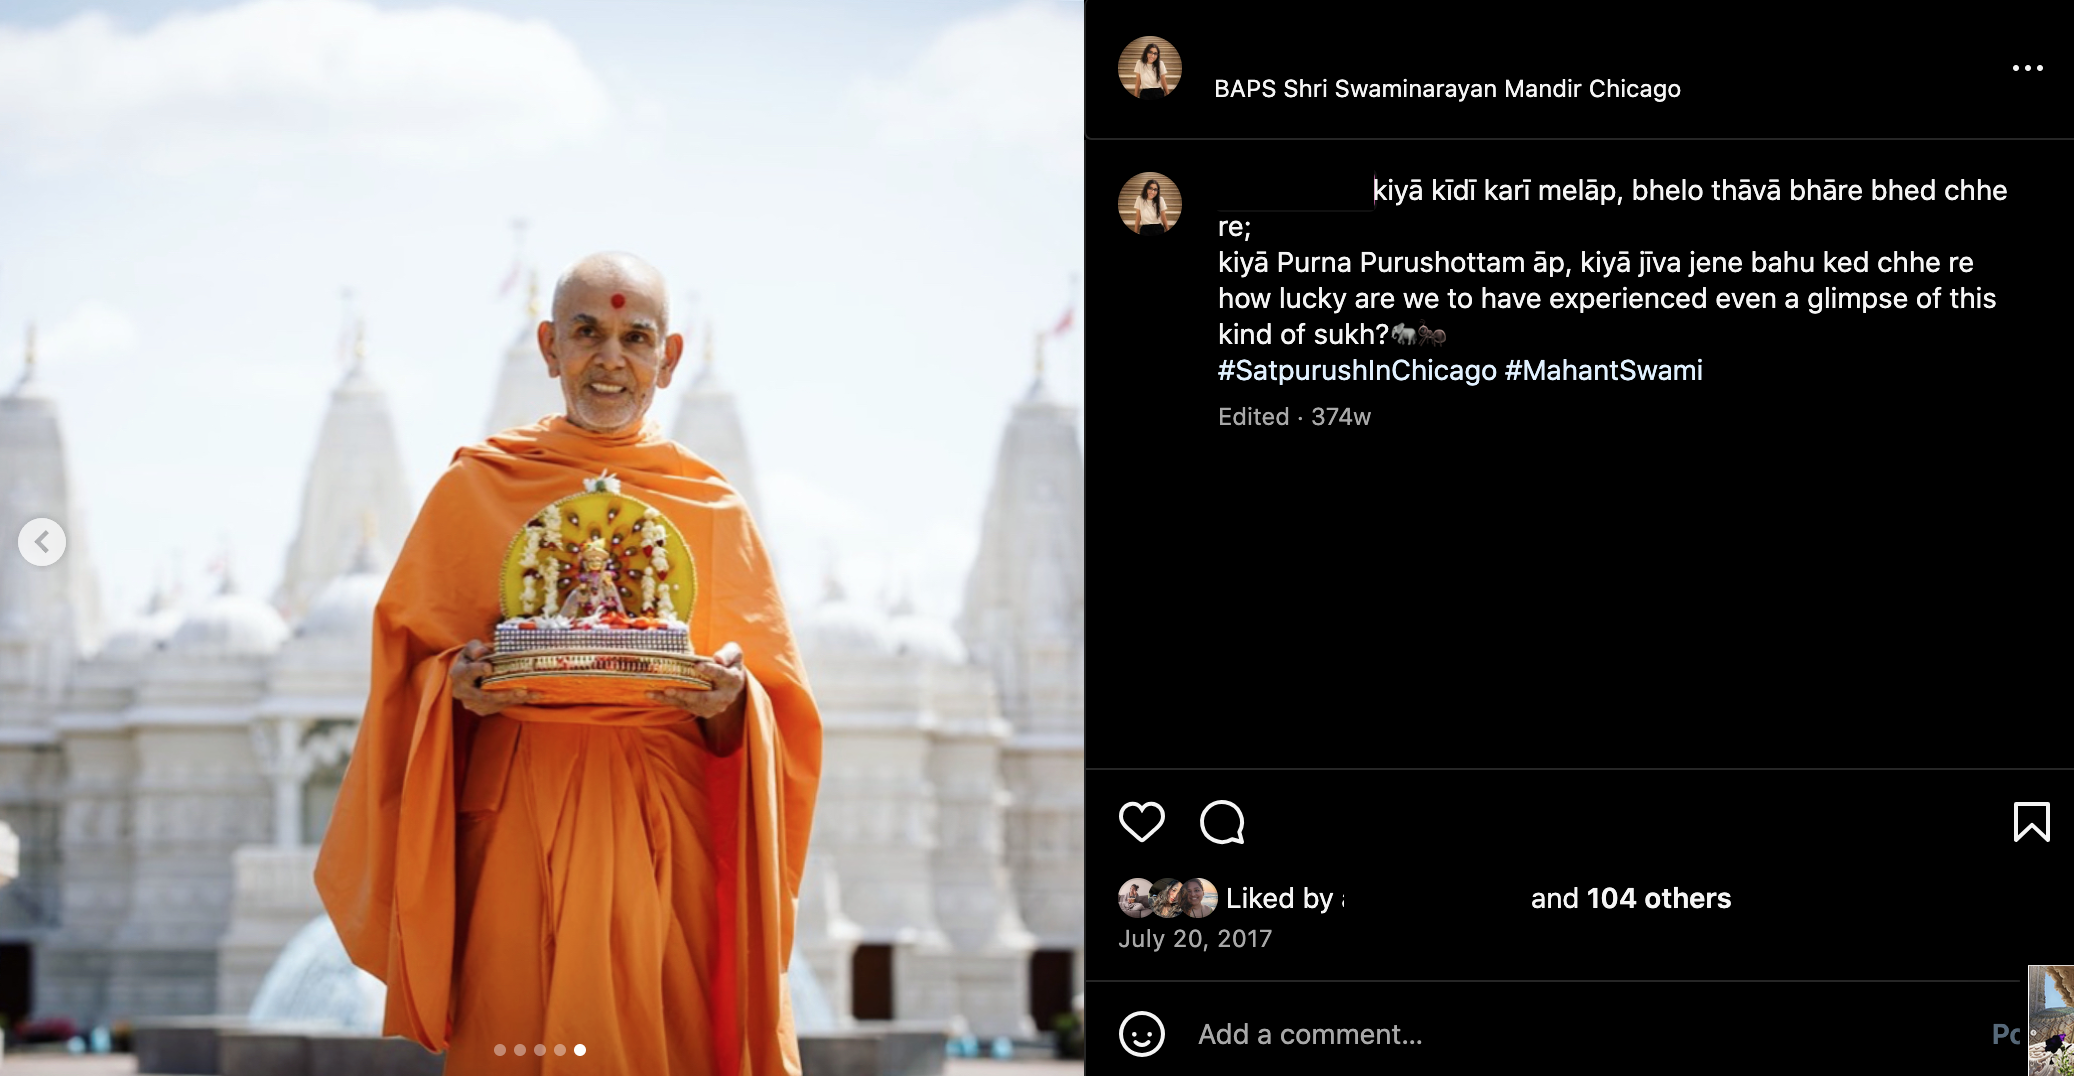 BAPS Shri Swaminarayan Mandir Chicago
kiyā kīdī karī melāp, bhelo thāvā bhāre bhed chhe
re;
kiyā Purna Purushottam āp, kiyā jīva jene bahu ked chhe re
how lucky are we to have experienced even a glimpse of this
kind of sukh?🐘🐜
#SatpurushInChicago #MahantSwami
Edited · 374w
Liked by and 104 others
July 20, 2017
Add a comment...